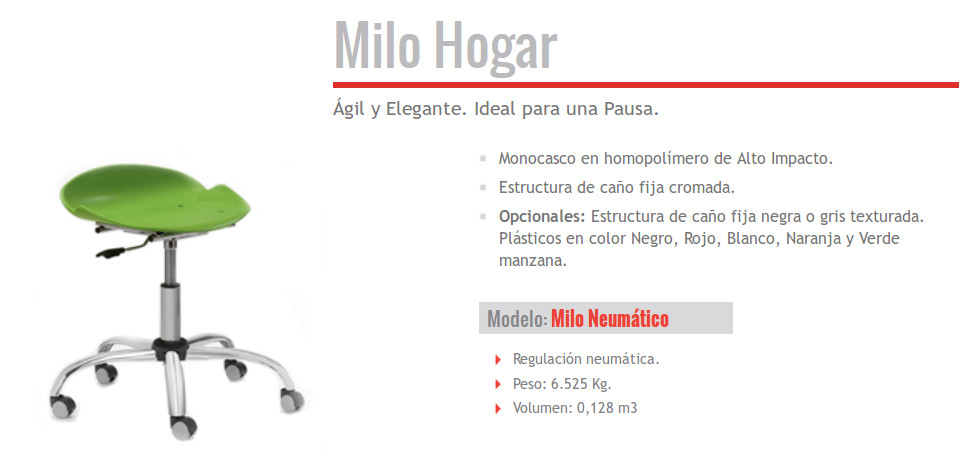 Milo Hogar
Ágil y Elegante. Ideal para una Pausa.
Monocasco en homopolímero de Alto Impacto.
Estructura de caño fija cromada.
Opcionales: Estructura de caño fija negra o gris texturada.
Plásticos en color Negro, Rojo, Blanco, Naranja y Verde
manzana.
Modelo: Milo Neumático
Regulación neumática.
Peso: 6.525 Kg.
Volumen: 0,128 m3